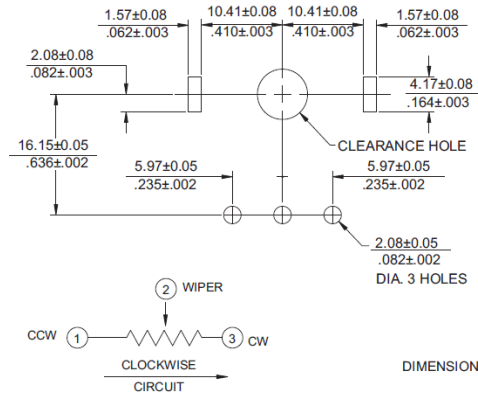 1.57±0.08
.062±.003
10.41±0.08
.410±.003
10.41±0.08
.410±.003
1.57±0.08
.062±.003
2.08±0.08
.082±.003
4.17±0.08
.164±.003
16.15±0.05
.636±.002
CLEARANCE HOLE
5.97±0.05
.235±.002
5.97±0.05
.235±.002
2.08±0.05
.082±.002
DIA. 3 HOLES
2 WIPER
CCW 1 3 CW
CLOCKWISE
CIRCUIT
DIMENSION